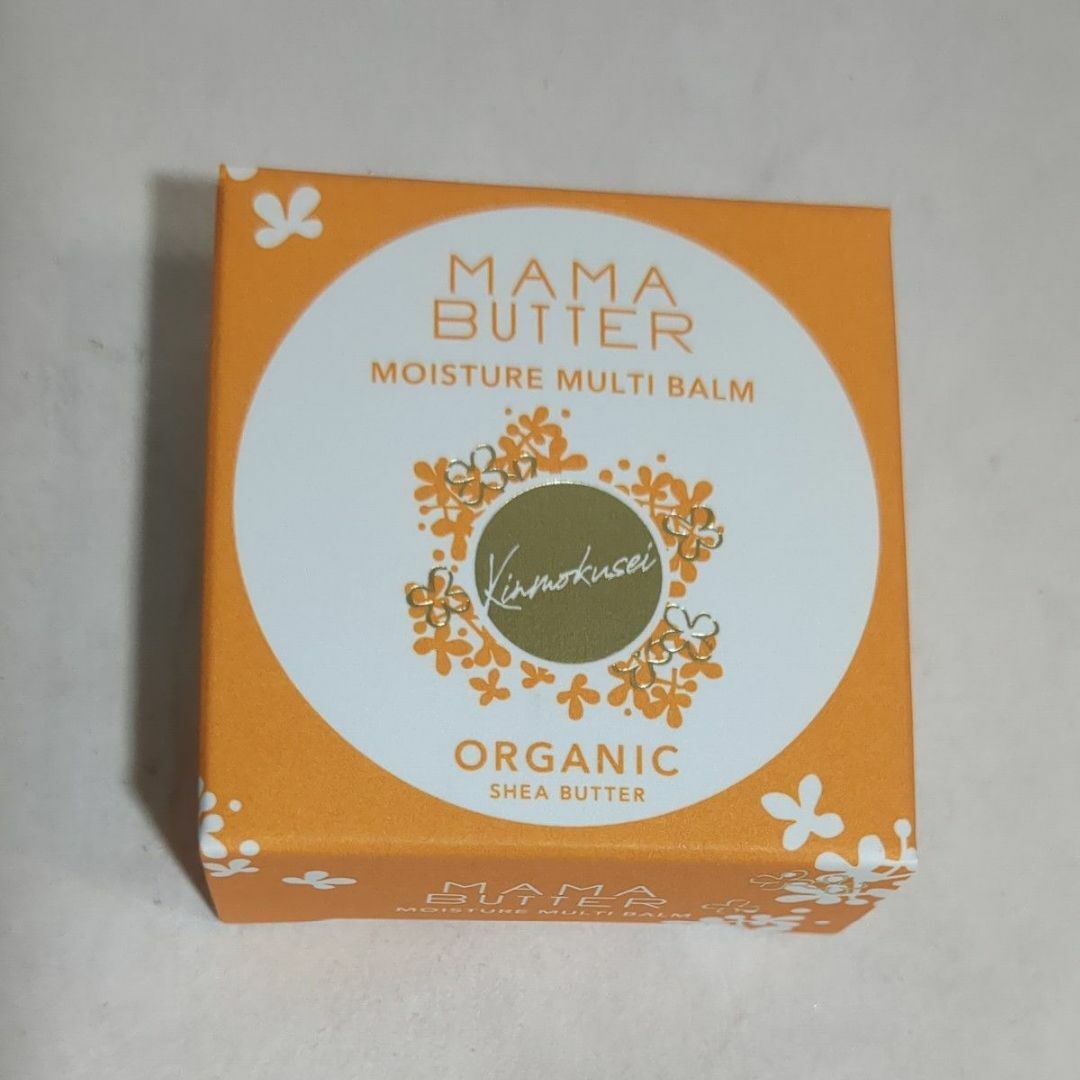 MAMA
BUTTER
MOISTURE MULTI BALM
Kinmokusei
ORGANIC
SHEA BUTTER
MAMA
BUTTER
MOISTURE MULTI BALM